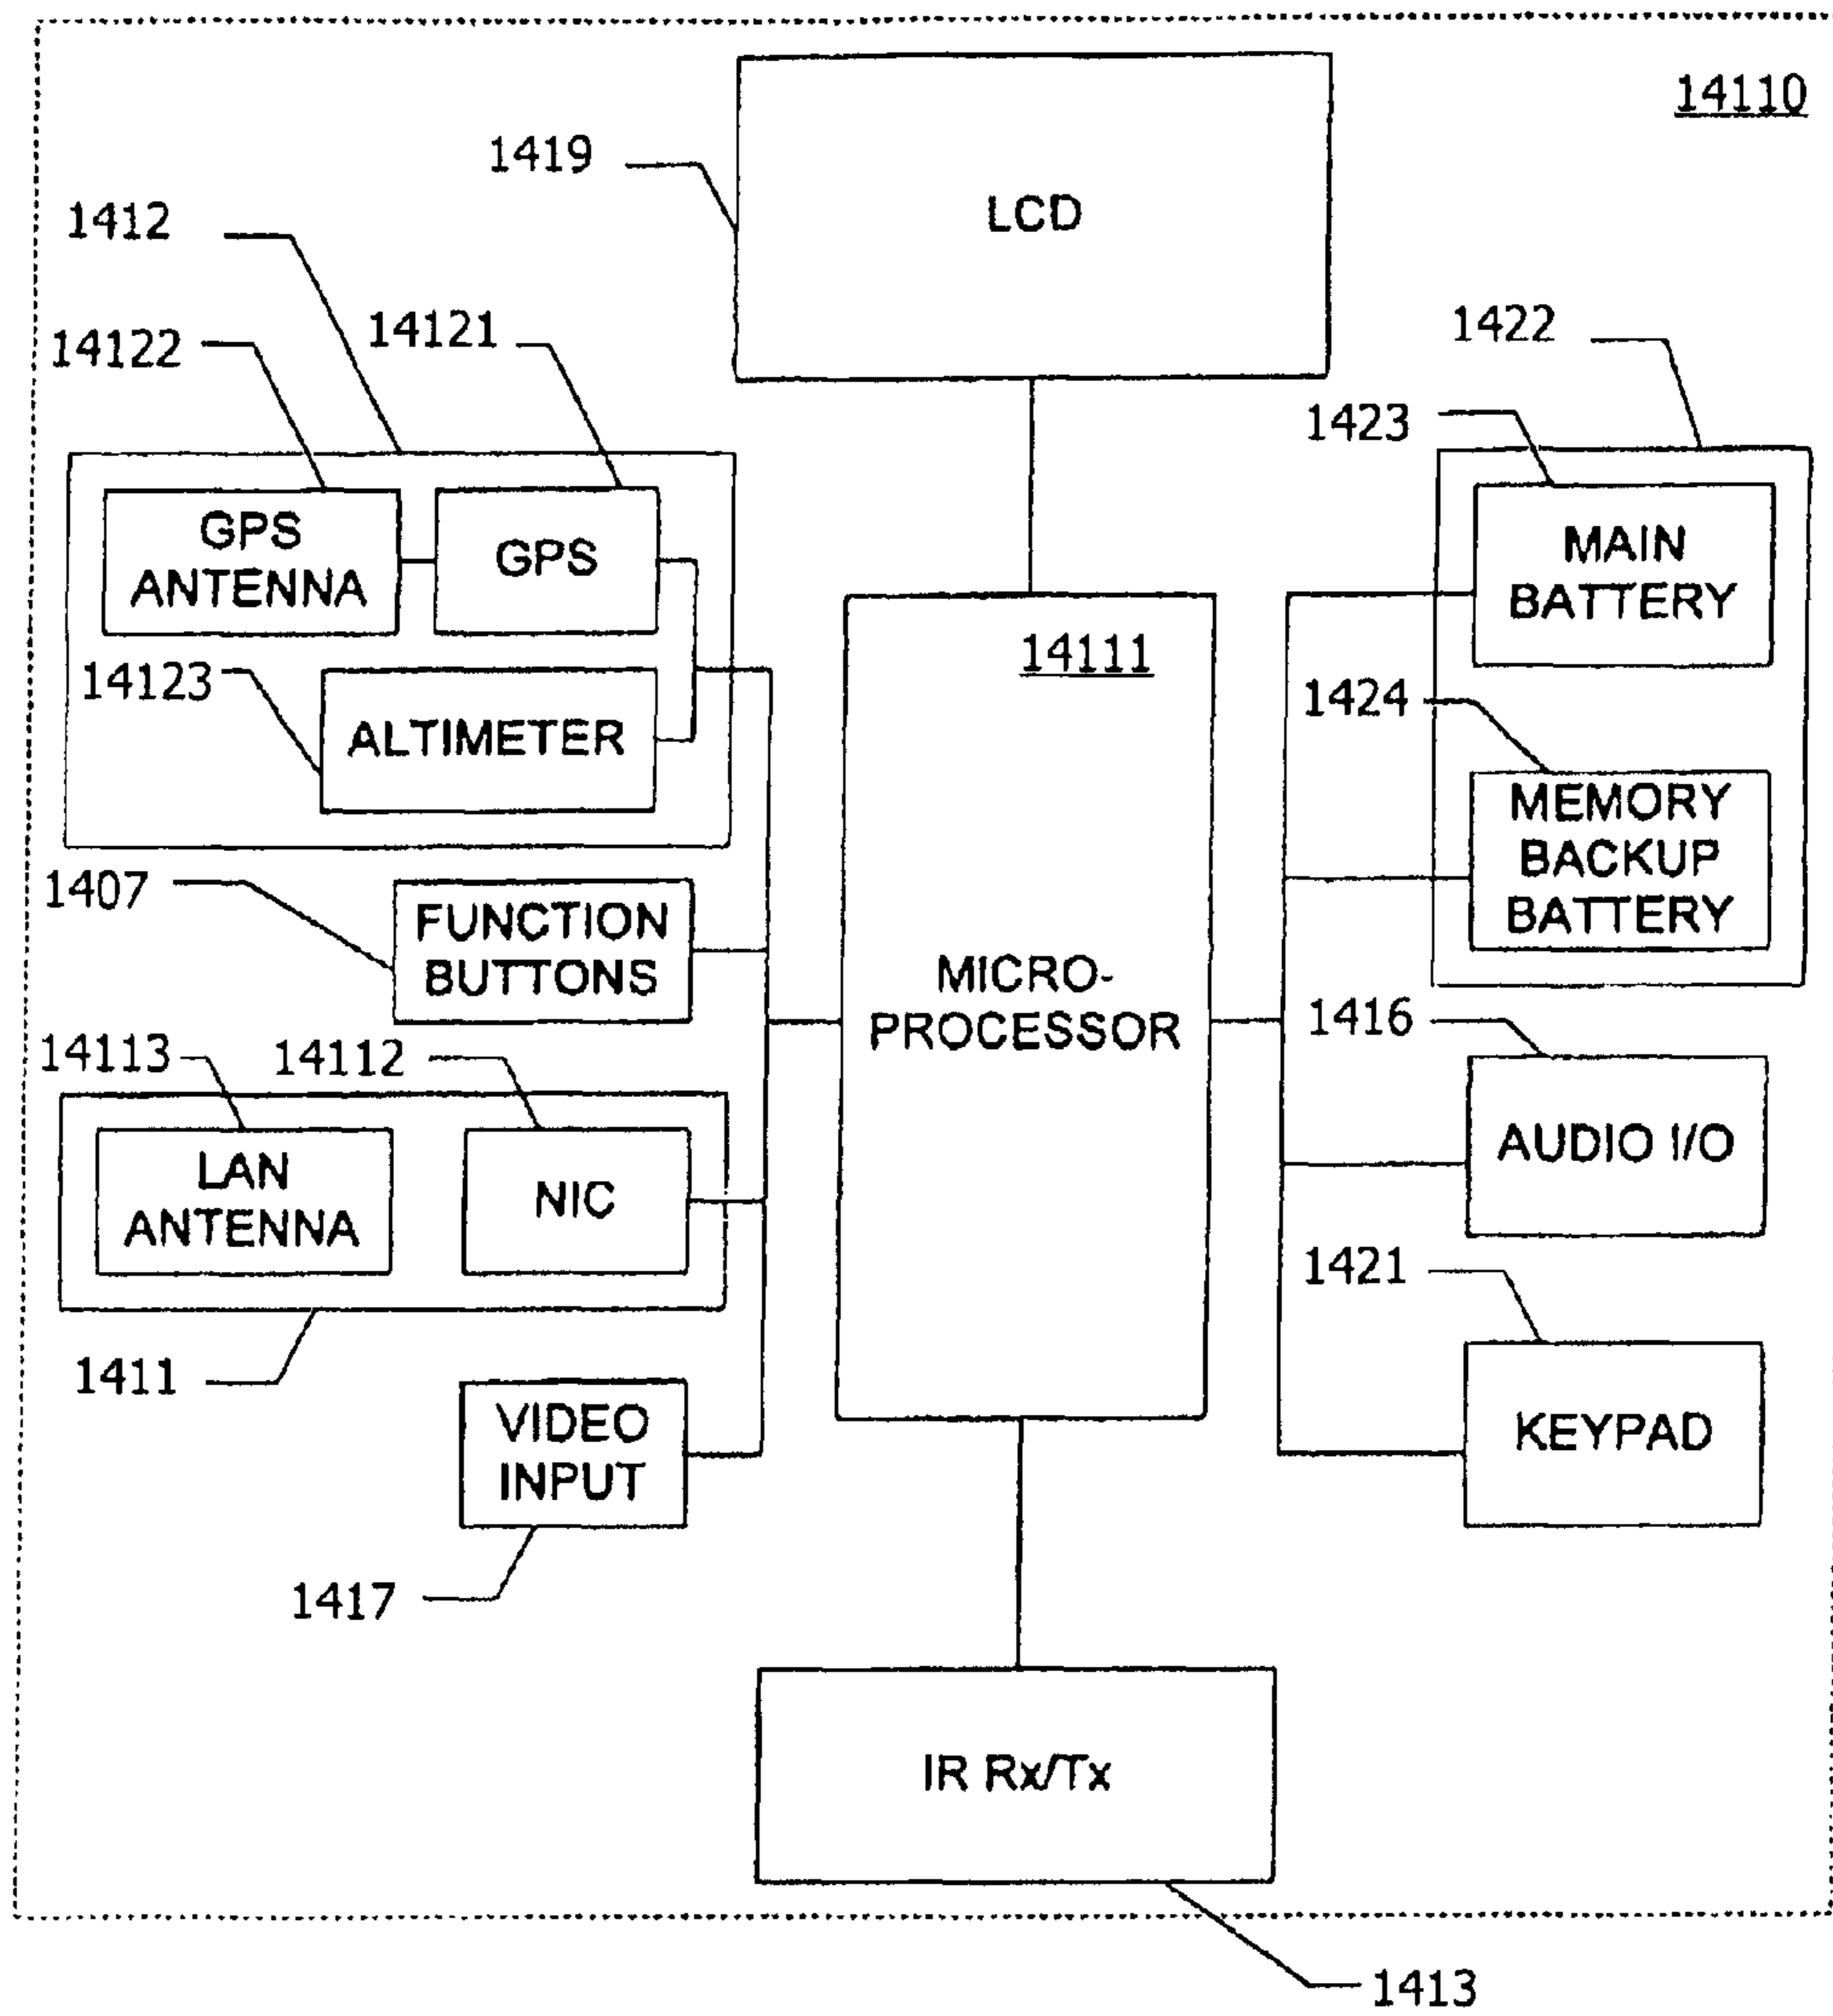 14110
1419
LCD
1412
14122
14121
1422
1423
GPS
ANTENNA
GPS
MAIN
BATTERY
14111
14123
ALTIMETER
1424
MEMORY
BACKUP
BATTERY
1407
FUNCTION
BUTTONS
MICRO-
PROCESSOR
1416
AUDIO I/O
14113
14112
LAN
ANTENNA
NIC
1421
KEYPAD
1411
VIDEO
INPUT
1417
IR Rx/Tx
1413